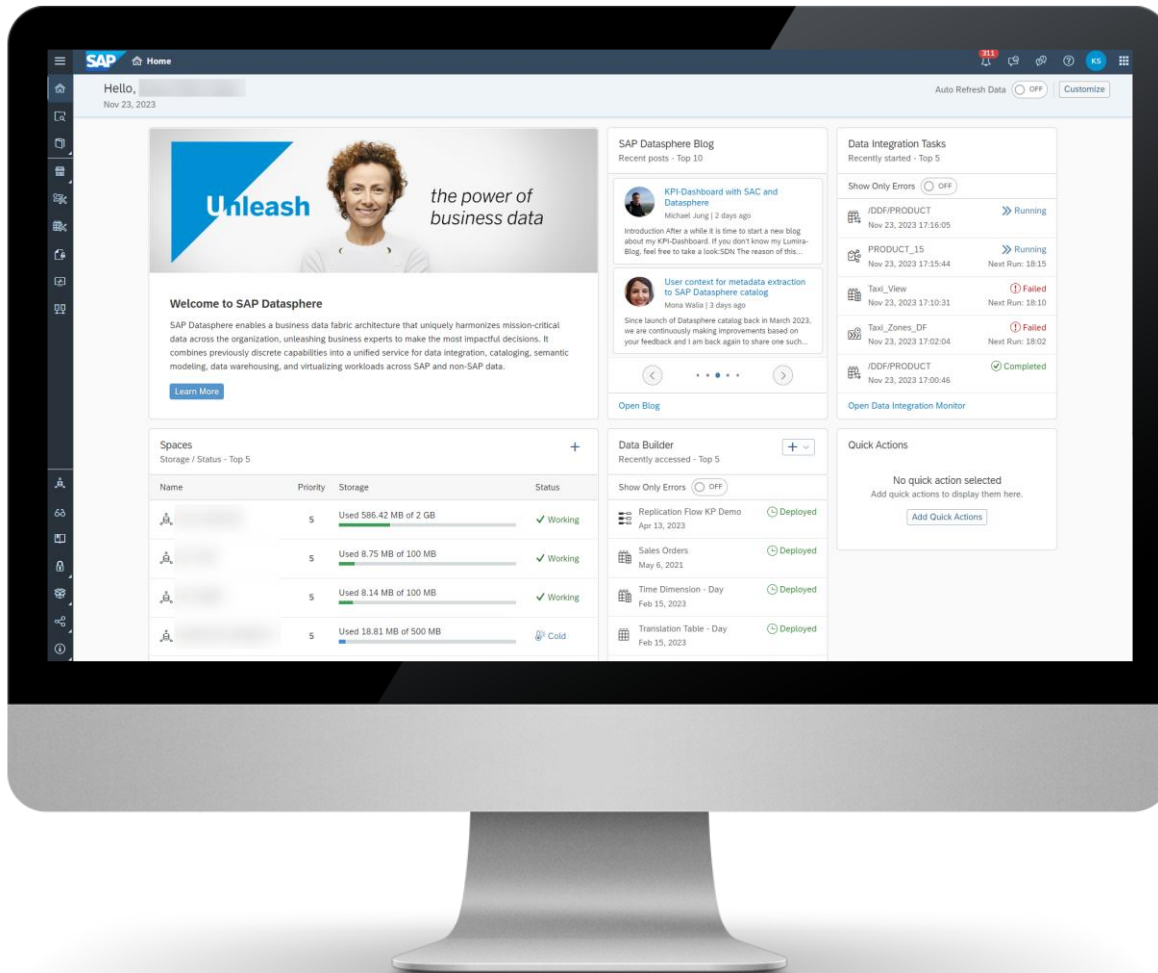 SAP
Home
311
KS
Hello,
Nov 23, 2023
Auto Refresh Data OFF
Customize
Unleash
the power of
business data
Welcome to SAP Datasphere
SAP Datasphere enables a business data fabric architecture that uniquely harmonizes mission-critical
data across the organization, unleashing business experts to make the most impactful decisions. It
combines previously discrete capabilities into a unified service for data integration, cataloging, semantic
modeling, data warehousing, and virtualizing workloads across SAP and non-SAP data.
Learn More
SAP Datasphere Blog
Recent posts - Top 10
KPI-Dashboard with SAC and
Datasphere
Michael Jung | 2 days ago
Introduction After a while it is time to start a new blog
about my KPI-Dashboard. If you don't know my Lumira-
Blog, feel free to take a look:SDN The reason of this...
User context for metadata extraction
to SAP Datasphere catalog
Mona Walia | 3 days ago
Since launch of Datasphere catalog back in March 2023,
we are continuously making improvements based on
your feedback and I am back again to share one such...
Open Blog
Data Integration Tasks
Recently started - Top 5
Show Only Errors OFF
/DDF/PRODUCT Running
Nov 23, 2023 17:16:05
PRODUCT_15 Running
Nov 23, 2023 17:15:44 Next Run: 18:15
Taxi_View Failed
Nov 23, 2023 17:10:31 Next Run: 18:10
Taxi_Zones_DF Failed
Nov 23, 2023 17:02:04 Next Run: 18:02
/DDF/PRODUCT Completed
Nov 23, 2023 17:00:46
Open Data Integration Monitor
Spaces
Storage / Status - Top 5
Name Priority Storage Status
5 Used 586.42 MB of 2 GB Working
5 Used 8.75 MB of 100 MB Working
5 Used 8.14 MB of 100 MB Working
5 Used 18.81 MB of 500 MB Cold
Data Builder
Recently accessed - Top 5
Show Only Errors OFF
Replication Flow KP Demo Deployed
Apr 13, 2023
Sales Orders Deployed
May 6, 2021
Time Dimension - Day Deployed
Feb 15, 2023
Translation Table - Day Deployed
Feb 15, 2023
Quick Actions
No quick action selected
Add quick actions to display them here.
Add Quick Actions